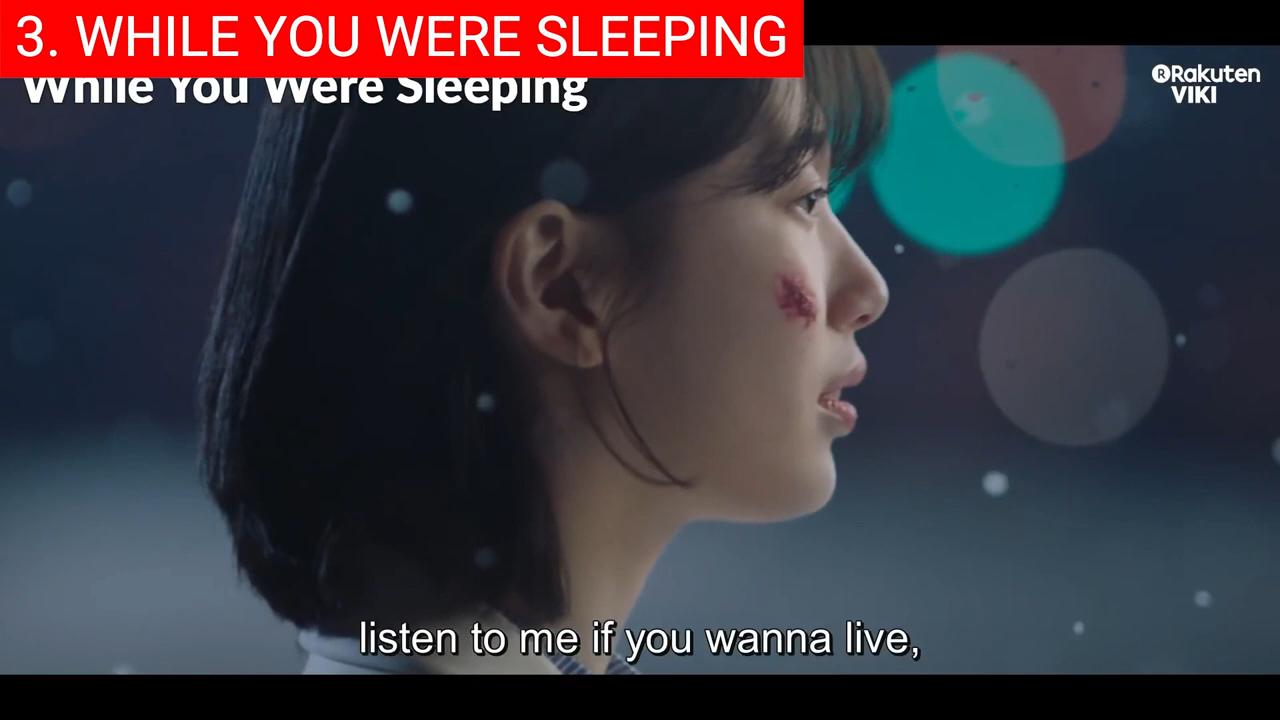 3. WHILE YOU WERE SLEEPING
While You Were Sleeping
Rakuten
VIKI
listen to me if you wanna live,